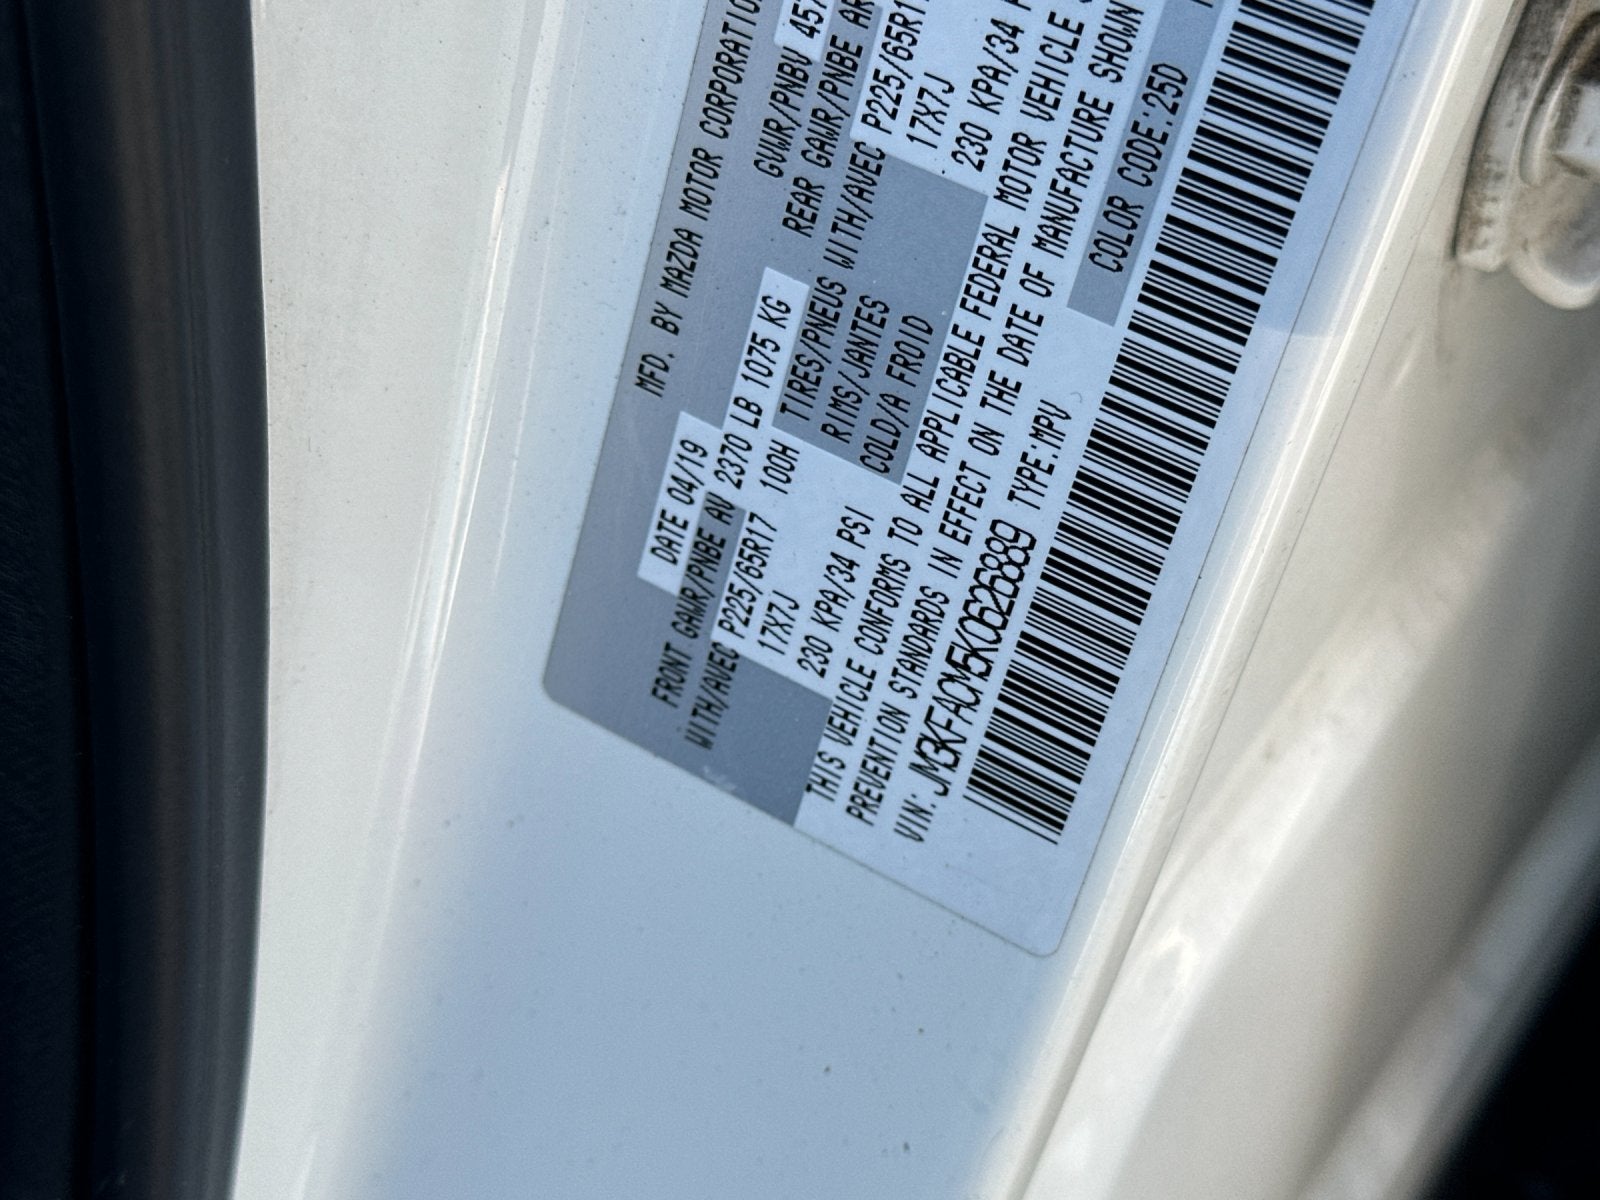 MFD. BY MAZDA MOTOR CORPORATION
DATE 04/19 GVWR/PNBV 457
FRONT GAWR/PNBE AV 2370 LB 1075 KG REAR GAWR/PNBE AR
WITH/AVEC P225/65R17 100H TIRES/PNEUS WITH/AVEC P225/65R1
17X7J RIMS/JANTES 17X7J
230 KPA/34 PSI COLD/A FROID 230 KPA/34 P
THIS VEHICLE CONFORMS TO ALL APPLICABLE FEDERAL MOTOR VEHICLE
PREVENTION STANDARDS IN EFFECT ON THE DATE OF MANUFACTURE SHOWN
VIN: JM3KFACM5K0626889 TYPE:MPV COLOR CODE:25D